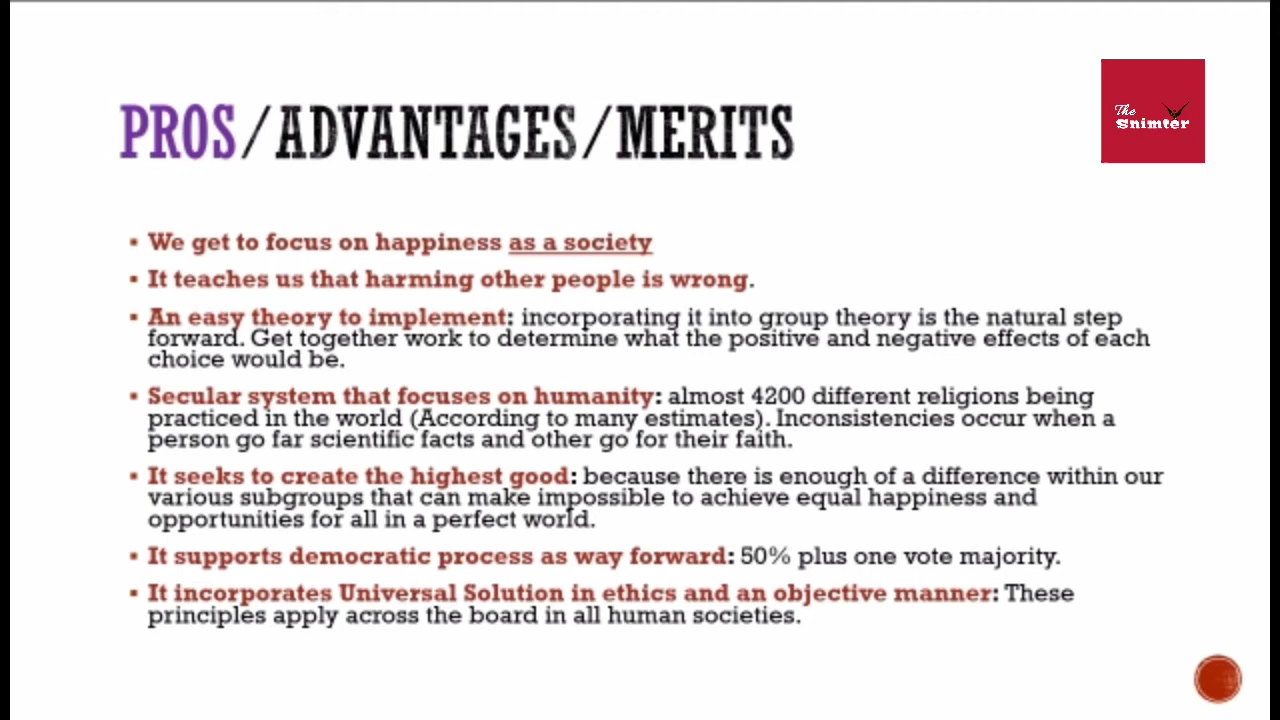 PROS/ADVANTAGES/MERITS
The
Snimter
▪ We get to focus on happiness as a society
▪ It teaches us that harming other people is wrong.
▪ An easy theory to implement: incorporating it into group theory is the natural step
forward. Get together work to determine what the positive and negative effects of each
choice would be.
▪ Secular system that focuses on humanity: almost 4200 different religions being
practiced in the world (According to many estimates). Inconsistencies occur when a
person go far scientific facts and other go for their faith.
▪ It seeks to create the highest good: because there is enough of a difference within our
various subgroups that can make impossible to achieve equal happiness and
opportunities for all in a perfect world.
▪ It supports democratic process as way forward: 50% plus one vote majority.
▪ It incorporates Universal Solution in ethics and an objective manner: These
principles apply across the board in all human societies.